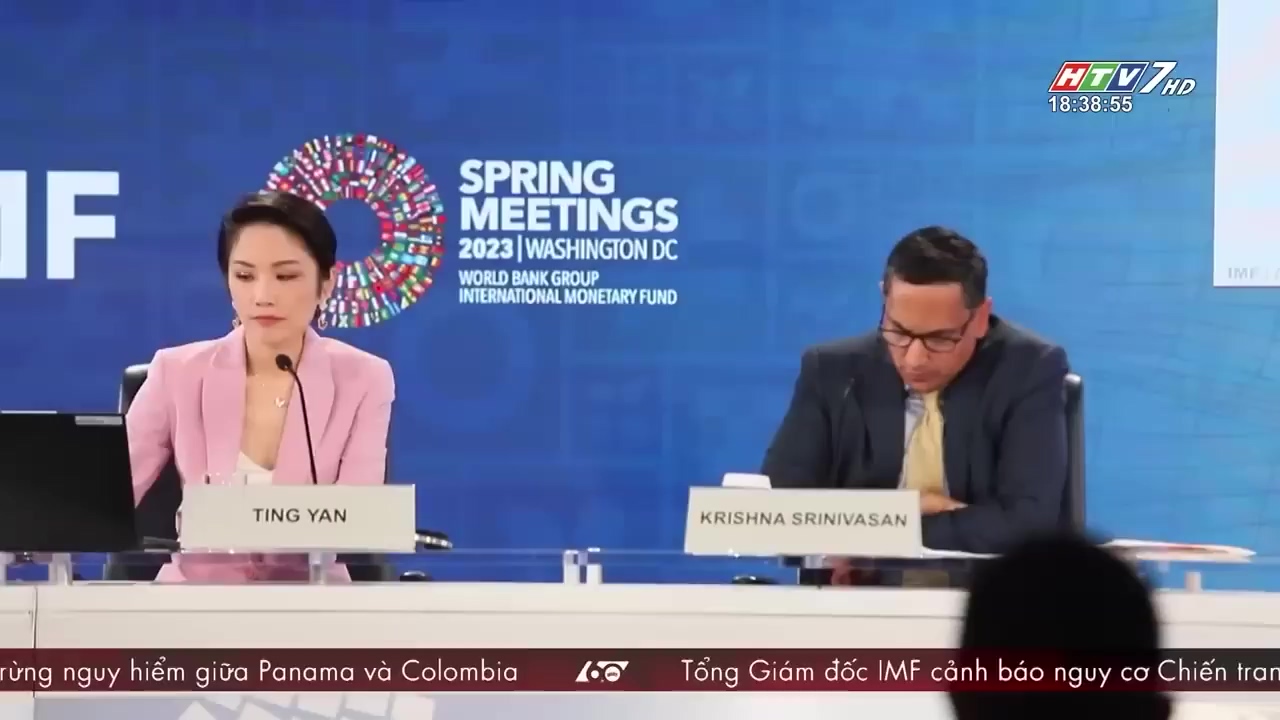 HTV7 HD
18:38:55
MF
SPRING
MEETINGS
2023 | WASHINGTON DC
WORLD BANK GROUP
INTERNATIONAL MONETARY FUND
IMF
TING YAN
KRISHNA SRINIVASAN
rừng nguy hiểm giữa Panama và Colombia 60 Tổng Giám đốc IMF cảnh báo nguy cơ Chiến tran